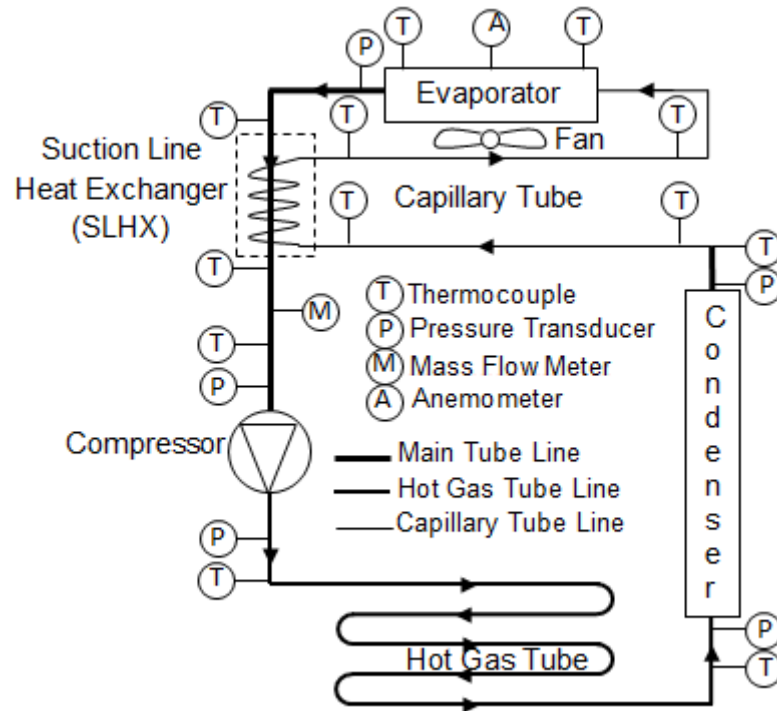 T
A
T
P
Evaporator
T
T
T
Fan
Suction Line
Heat Exchanger
(SLHX)
Capillary Tube
T
T
T
T
P
T Thermocouple
P Pressure Transducer
M Mass Flow Meter
A Anemometer
M
T
P
Condenser
Compressor
Main Tube Line
Hot Gas Tube Line
Capillary Tube Line
P
T
Hot Gas Tube
P
T